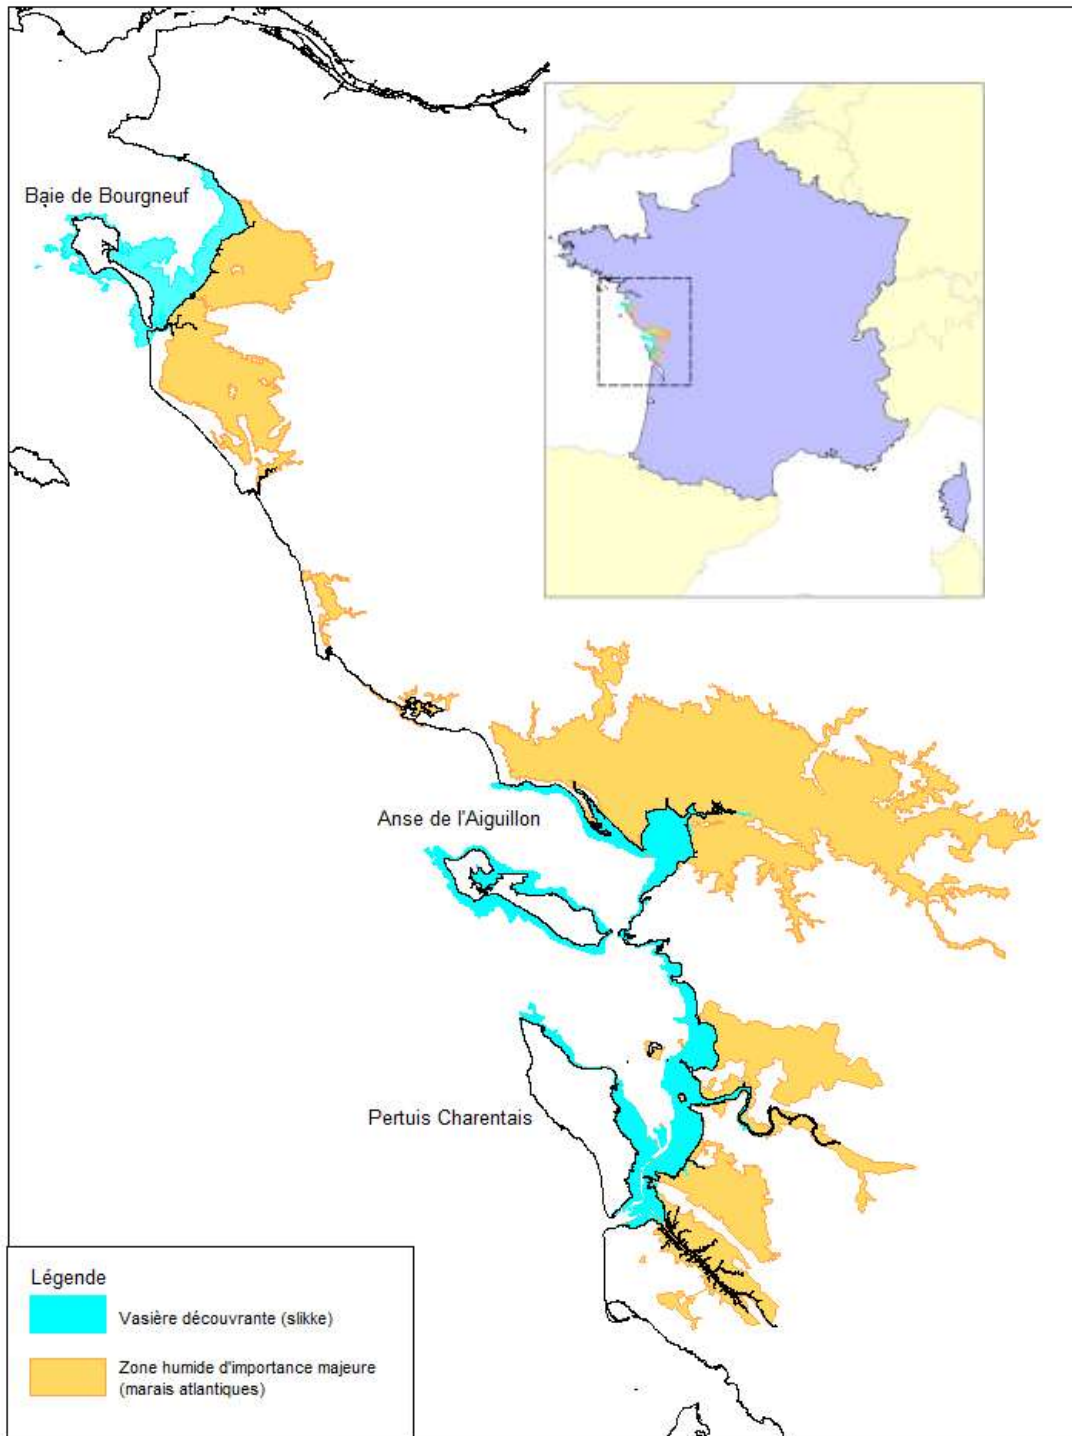 Baie de Bourgneuf
Anse de l'Aiguillon
Pertuis Charentais
Légende
Vasière découvrante (slikke)
Zone humide d'importance majeure
(marais atlantiques)